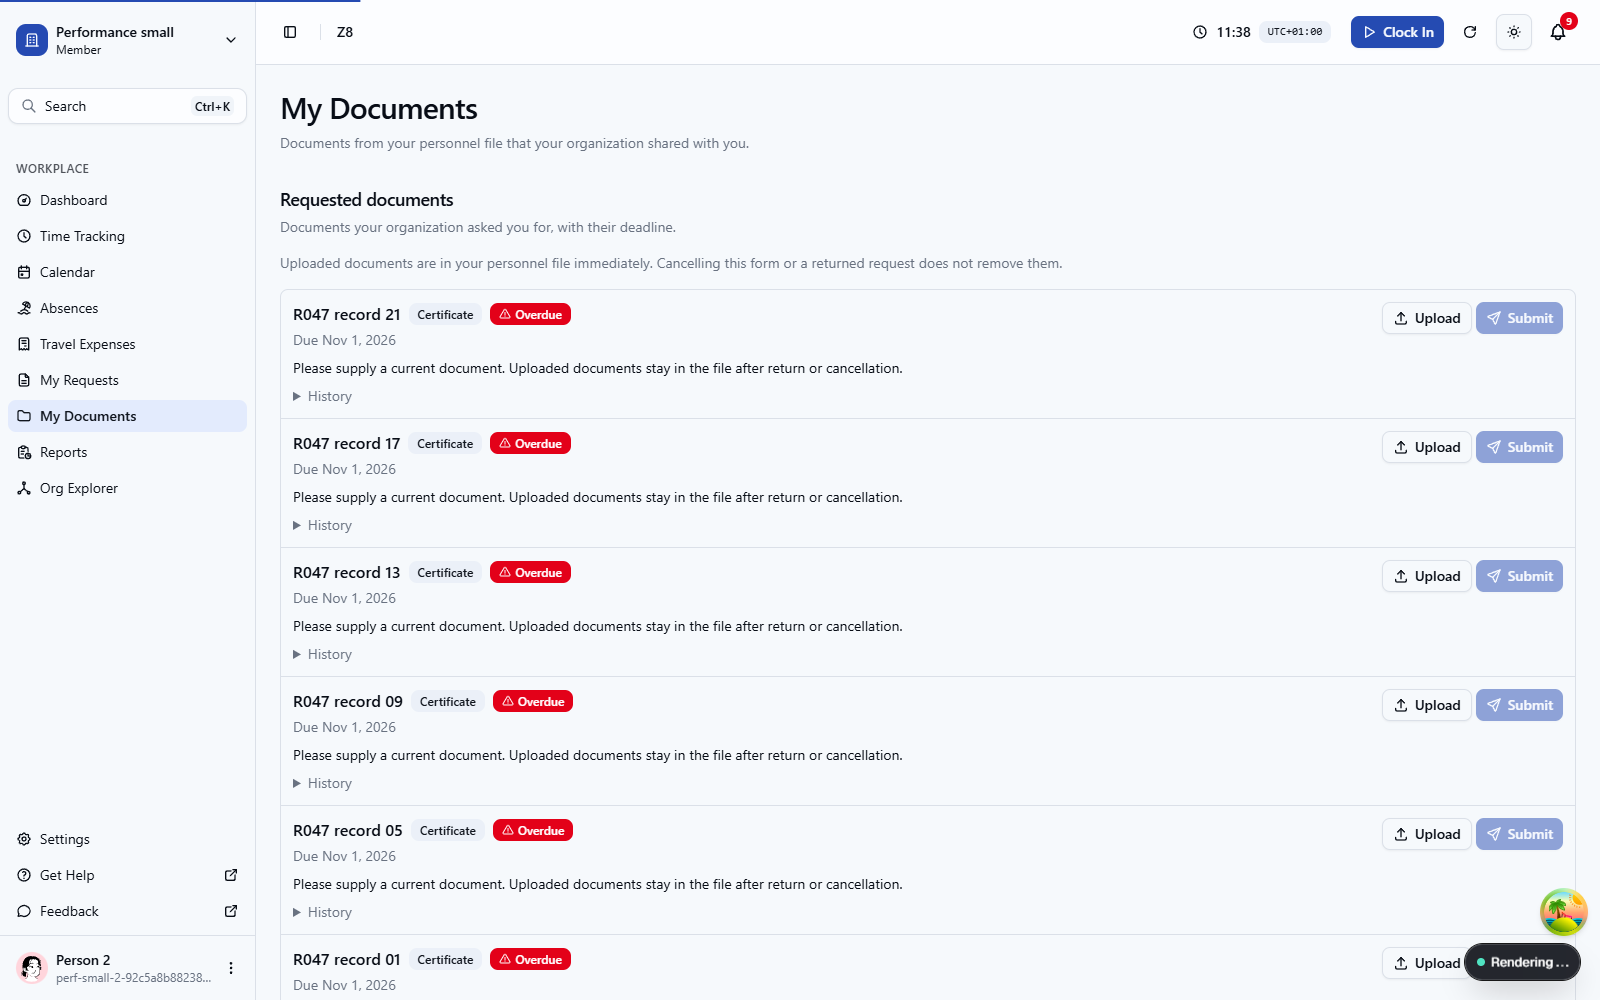 Performance small
Member
Search
Ctrl+K
WORKPLACE
Dashboard
Time Tracking
Calendar
Absences
Travel Expenses
My Requests
My Documents
Reports
Org Explorer
Settings
Get Help
Feedback
Person 2
perf-small-2-92c5a8b88238...
Z8
11:38
UTC+01:00
Clock In
9
My Documents
Documents from your personnel file that your organization shared with you.
Requested documents
Documents your organization asked you for, with their deadline.
Uploaded documents are in your personnel file immediately. Cancelling this form or a returned request does not remove them.
R047 record 21 Certificate Overdue
Upload Submit
Due Nov 1, 2026
Please supply a current document. Uploaded documents stay in the file after return or cancellation.
History
R047 record 17 Certificate Overdue
Upload Submit
Due Nov 1, 2026
Please supply a current document. Uploaded documents stay in the file after return or cancellation.
History
R047 record 13 Certificate Overdue
Upload Submit
Due Nov 1, 2026
Please supply a current document. Uploaded documents stay in the file after return or cancellation.
History
R047 record 09 Certificate Overdue
Upload Submit
Due Nov 1, 2026
Please supply a current document. Uploaded documents stay in the file after return or cancellation.
History
R047 record 05 Certificate Overdue
Upload Submit
Due Nov 1, 2026
Please supply a current document. Uploaded documents stay in the file after return or cancellation.
History
R047 record 01 Certificate Overdue
Upload
Due Nov 1, 2026
Rendering ...